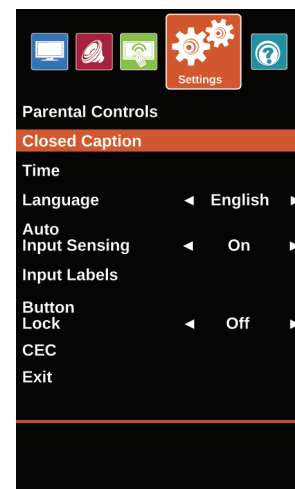 Settings
Parental Controls
Closed Caption
Time
Language ◄ English ►
Auto
Input Sensing ◄ On ►
Input Labels
Button
Lock ◄ Off ►
CEC
Exit